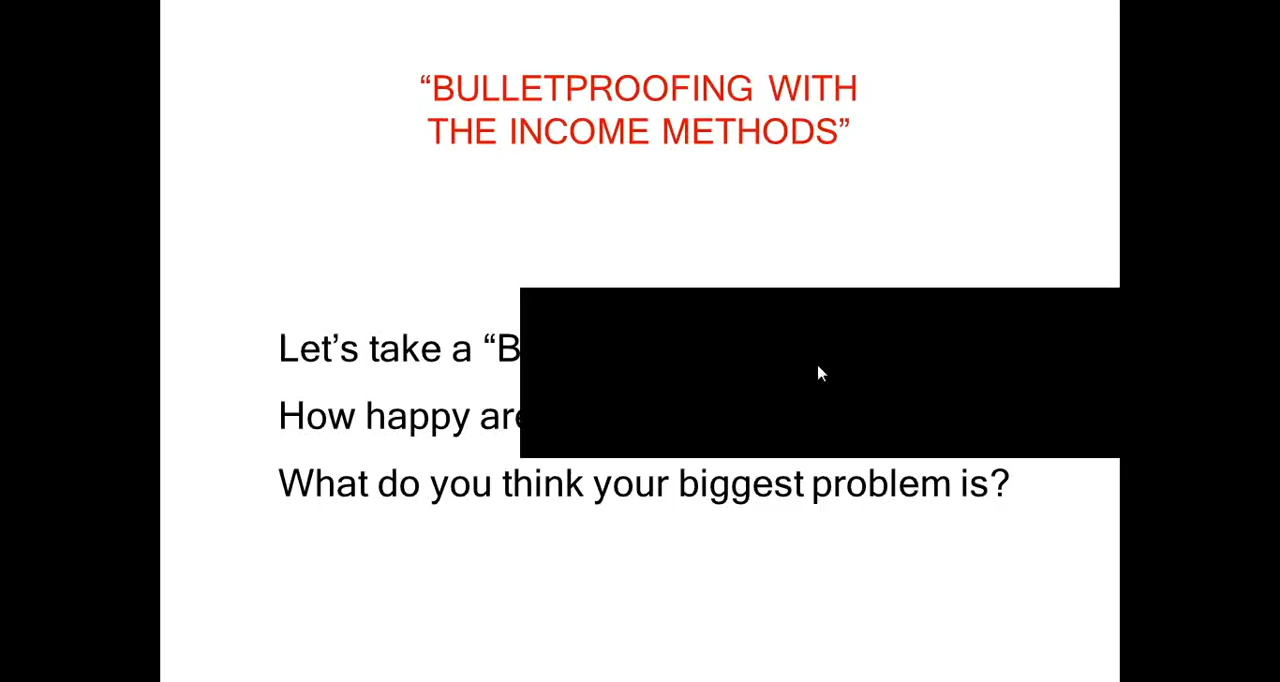 “BULLETPROOFING WITH
THE INCOME METHODS”
Let’s take a “B
How happy are
What do you think your biggest problem is?